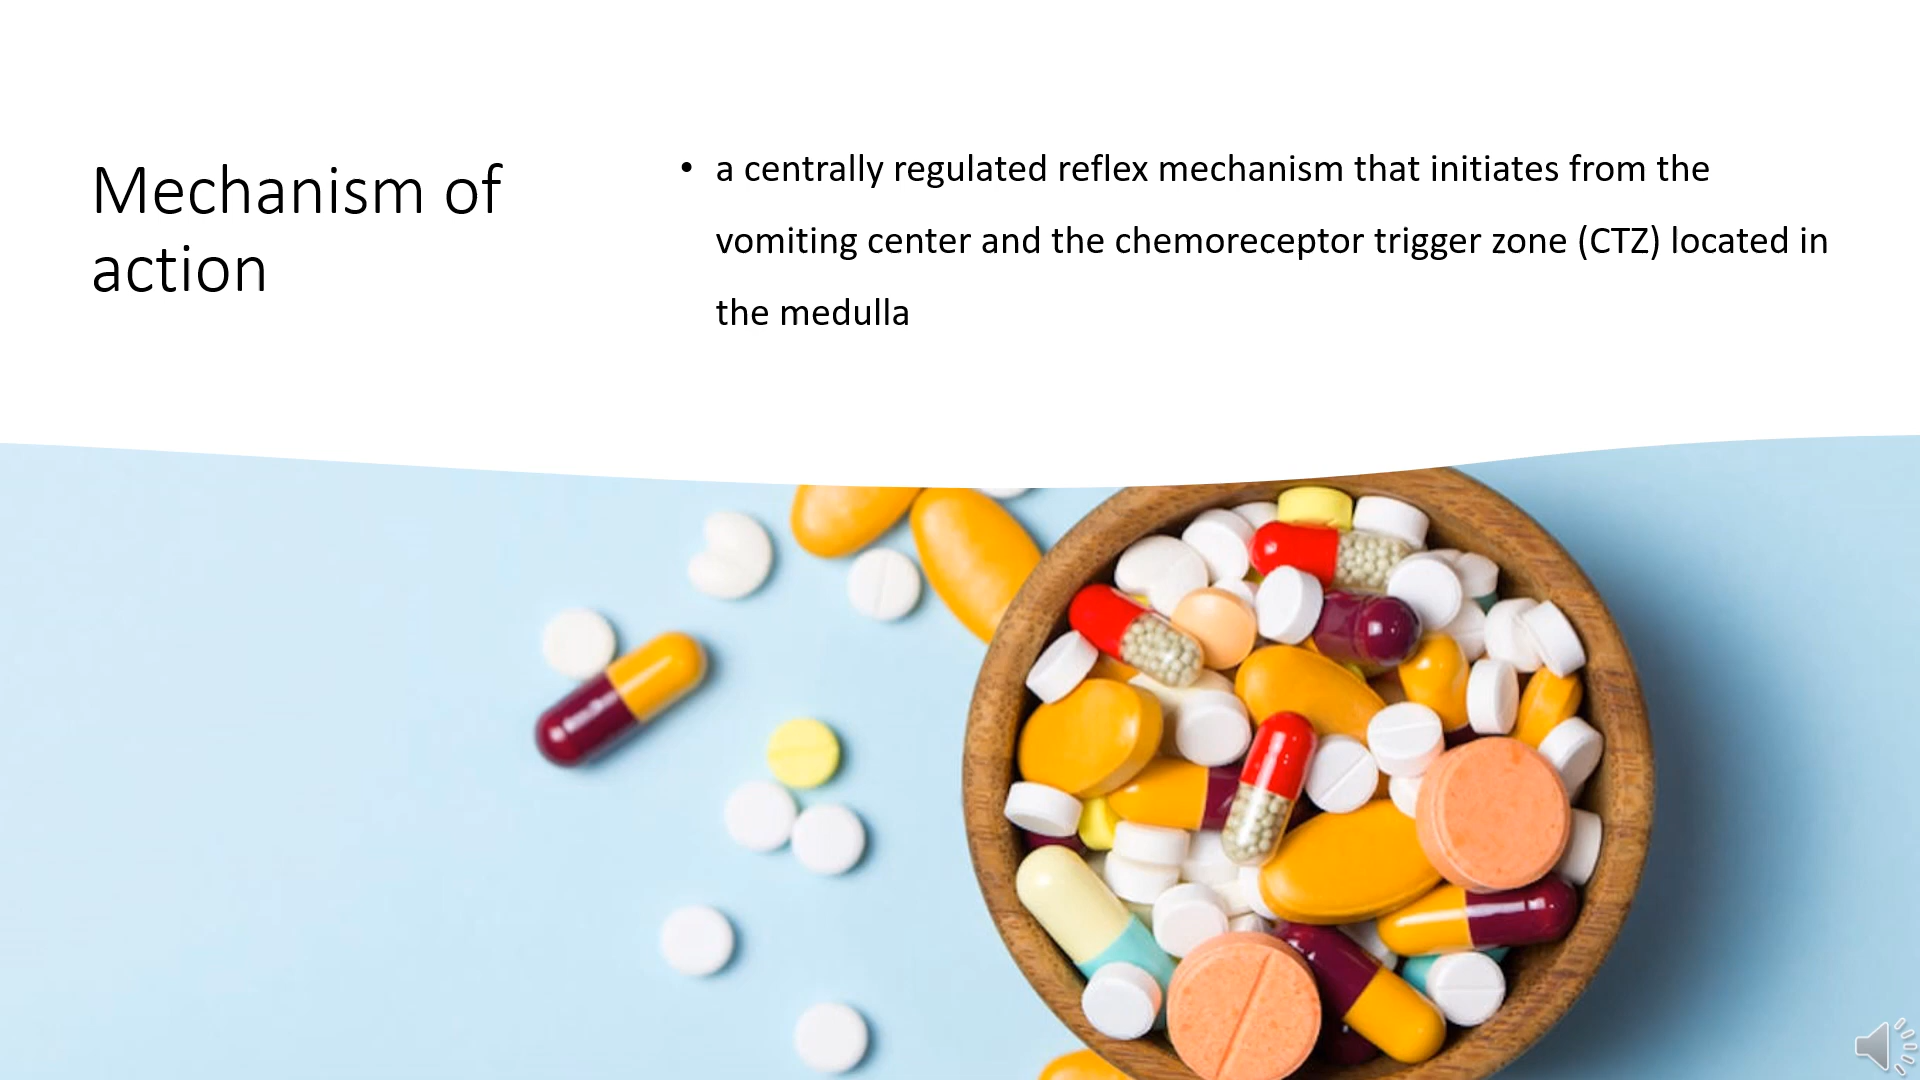 Mechanism of
action
• a centrally regulated reflex mechanism that initiates from the
vomiting center and the chemoreceptor trigger zone (CTZ) located in
the medulla